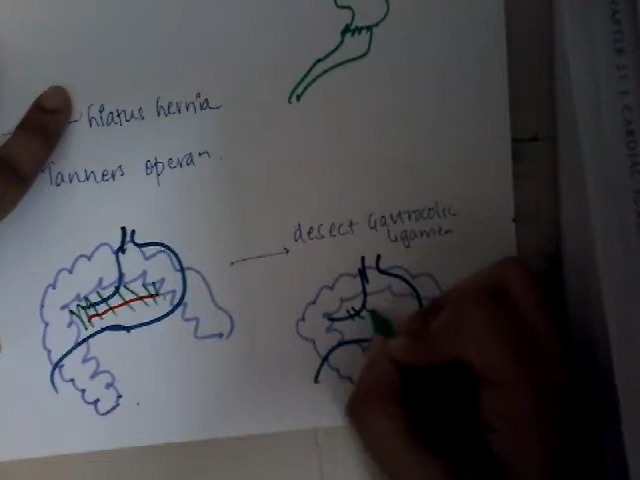 hiatus hernia
Tanners operan.
desect Gastrocolic
ligamen